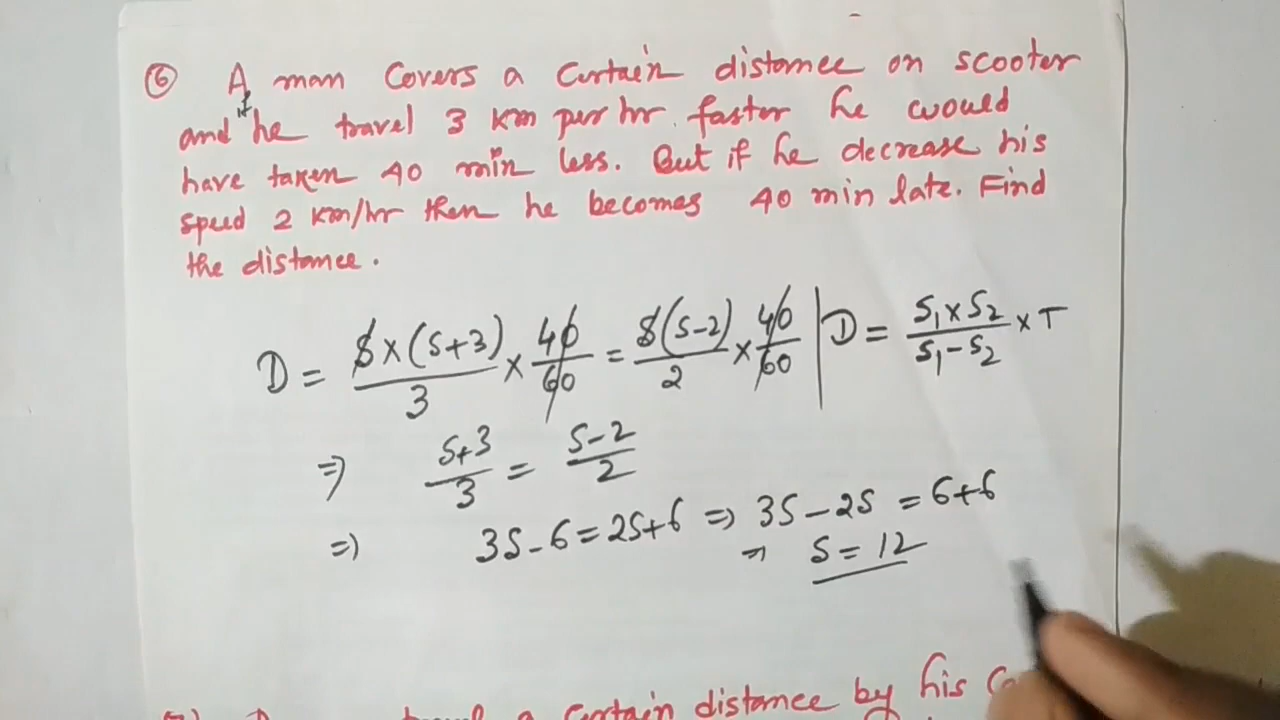 ⑥ A man Covers a Certain distance on scooter
and if he travel 3 Km per hr. faster he would
have taken 40 min less. But if he decrease his
speed 2 Km/hr then he becomes 40 min late. Find
the distance.
D = S×(S+3)/3 × 40/60 = S(S-2)/2 × 40/60 | D = S₁×S₂/S₁-S₂ × T
⇒ S+3/3 = S-2/2
⇒ 3S-6=2S+6 ⇒ 3S-2S = 6+6
⇒ S=12
a Certain distance by his